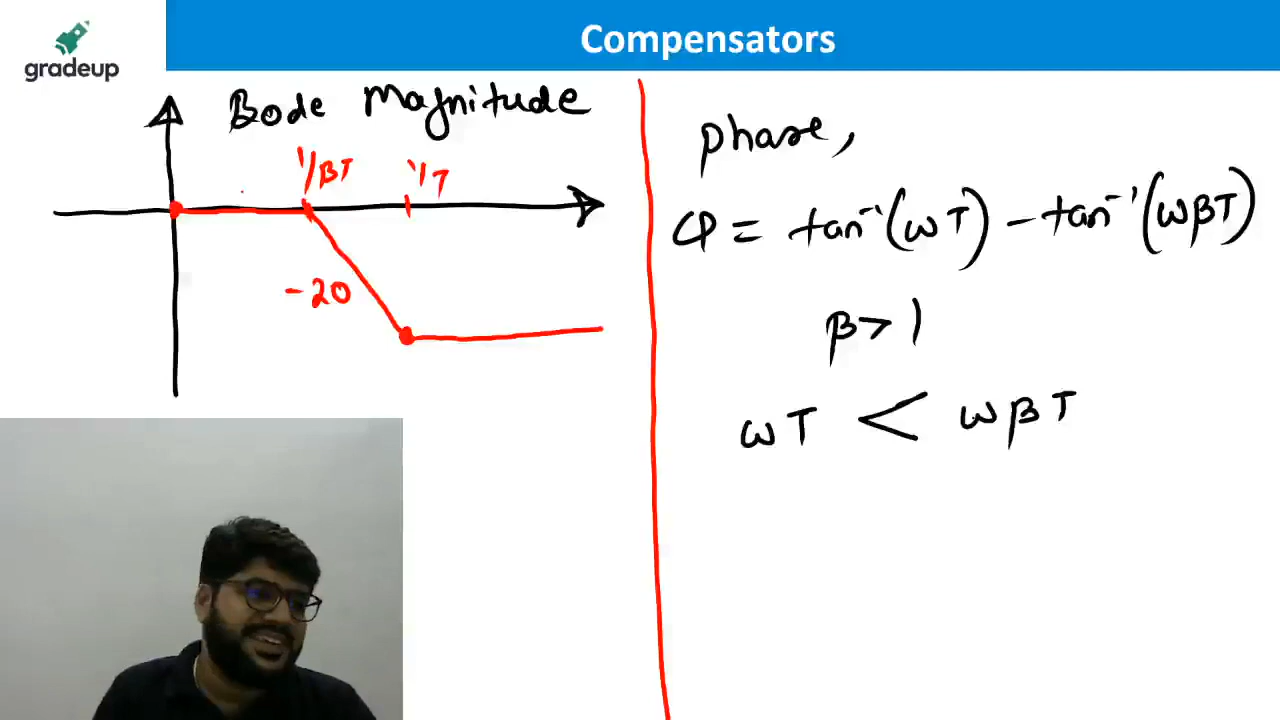 gradeup
Compensators
Bode Magnitude
1/βT
1/T
-20
phase,
φ = tan⁻¹(ωT) - tan⁻¹(ωβT)
β > 1
ωT < ωβT